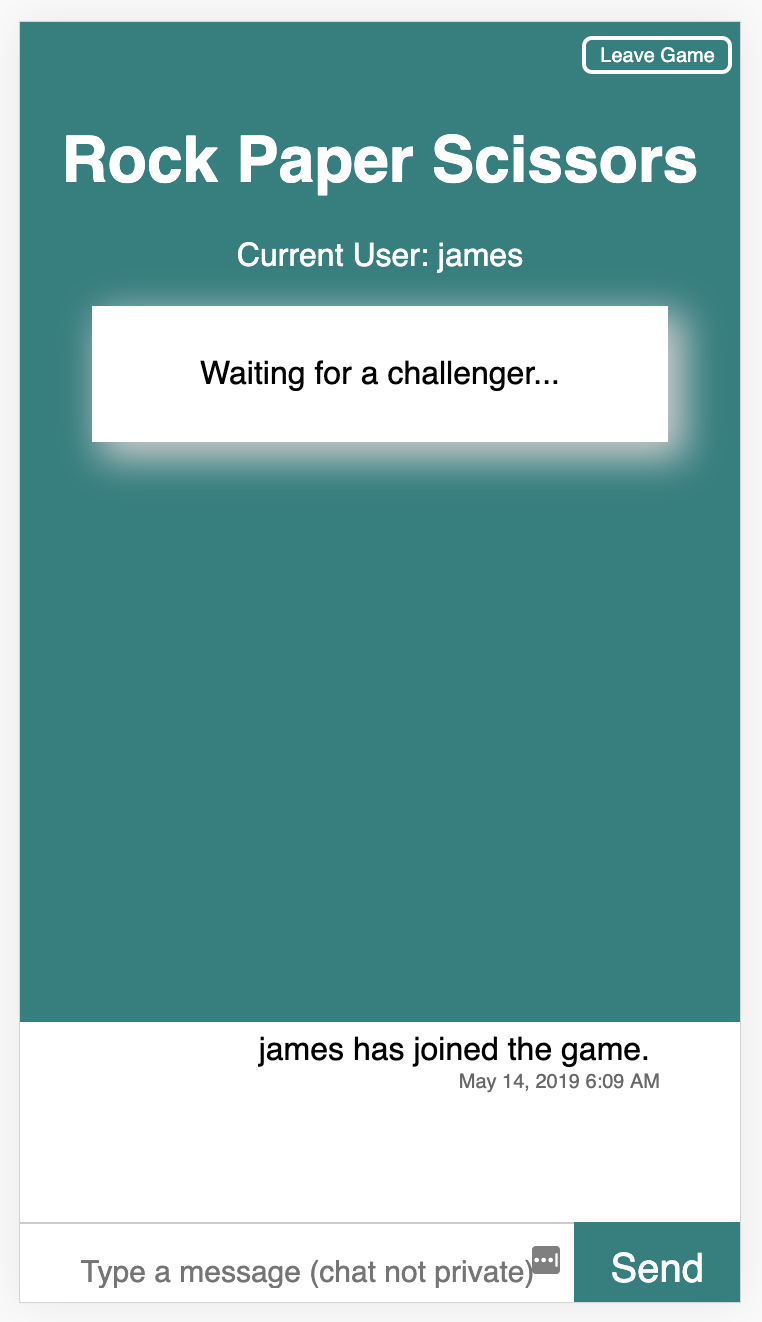 Leave Game
Rock Paper Scissors
Current User: james
Waiting for a challenger...
james has joined the game.
May 14, 2019 6:09 AM
Type a message (chat not private)
Send